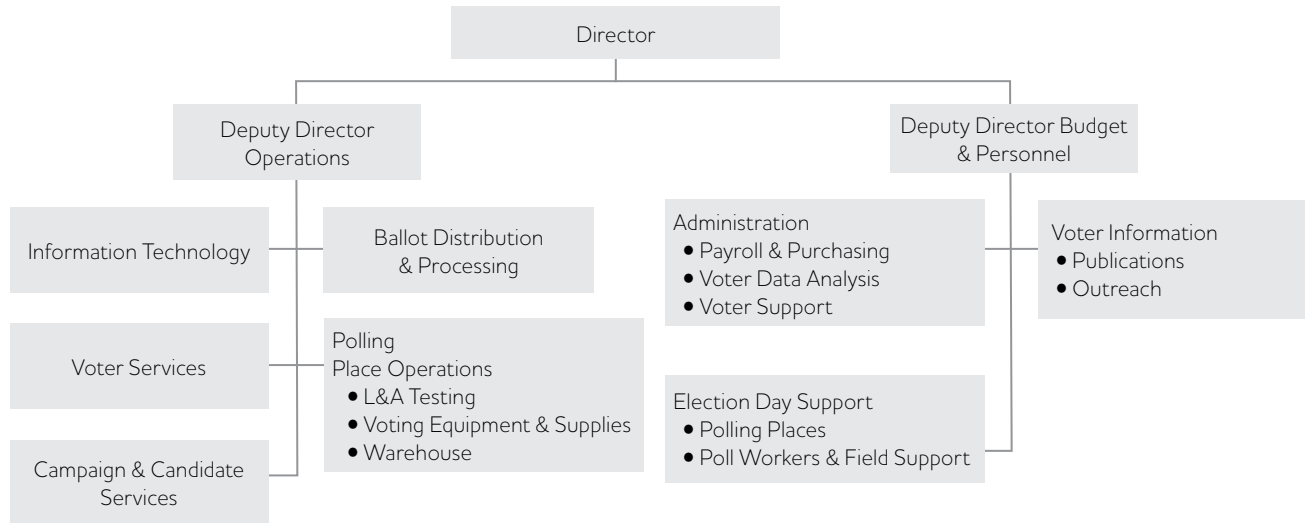 Director
Deputy Director
Operations
Deputy Director Budget
& Personnel
Information Technology
Ballot Distribution
& Processing
Voter Services
Polling
Place Operations
• L&A Testing
• Voting Equipment & Supplies
• Warehouse
Campaign & Candidate
Services
Administration
• Payroll & Purchasing
• Voter Data Analysis
• Voter Support
Voter Information
• Publications
• Outreach
Election Day Support
• Polling Places
• Poll Workers & Field Support